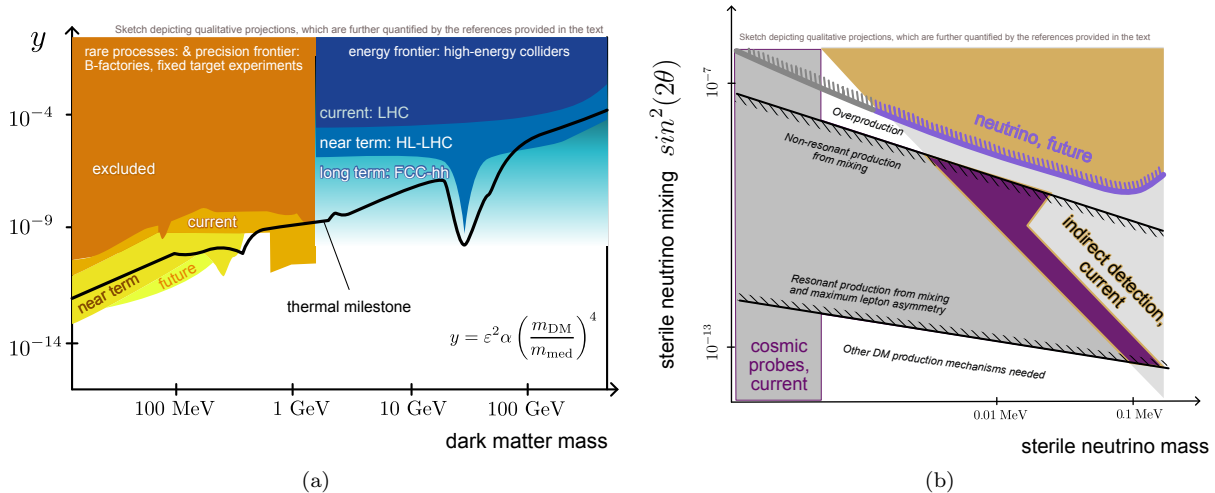 Sketch depicting qualitative projections, which are further quantified by the references provided in the text
y
rare processes: & precision frontier:
B-factories, fixed target experiments
energy frontier: high-energy colliders
10⁻⁴
current: LHC
near term: HL-LHC
long term: FCC-hh
excluded
10⁻⁹
current
near term
future
thermal milestone
y = ε²α (m_DM / m_med)⁴
10⁻¹⁴
100 MeV
1 GeV
10 GeV
100 GeV
dark matter mass
(a)
Sketch depicting qualitative projections, which are further quantified by the references provided in the text
sterile neutrino mixing sin²(2θ)
10⁻⁷
10⁻¹³
Overproduction
neutrino, future
Non-resonant production
from mixing
indirect detection,
current
Resonant production from mixing
and maximum lepton asymmetry
cosmic
probes,
current
Other DM production mechanisms needed
0.01 MeV
0.1 MeV
sterile neutrino mass
(b)